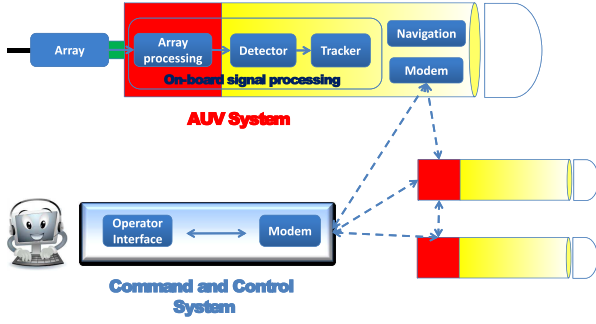 Array
Array
processing
Detector
Tracker
Navigation
Modem
On-board signal processing
AUV System
Operator
Interface
Modem
Command and Control
System